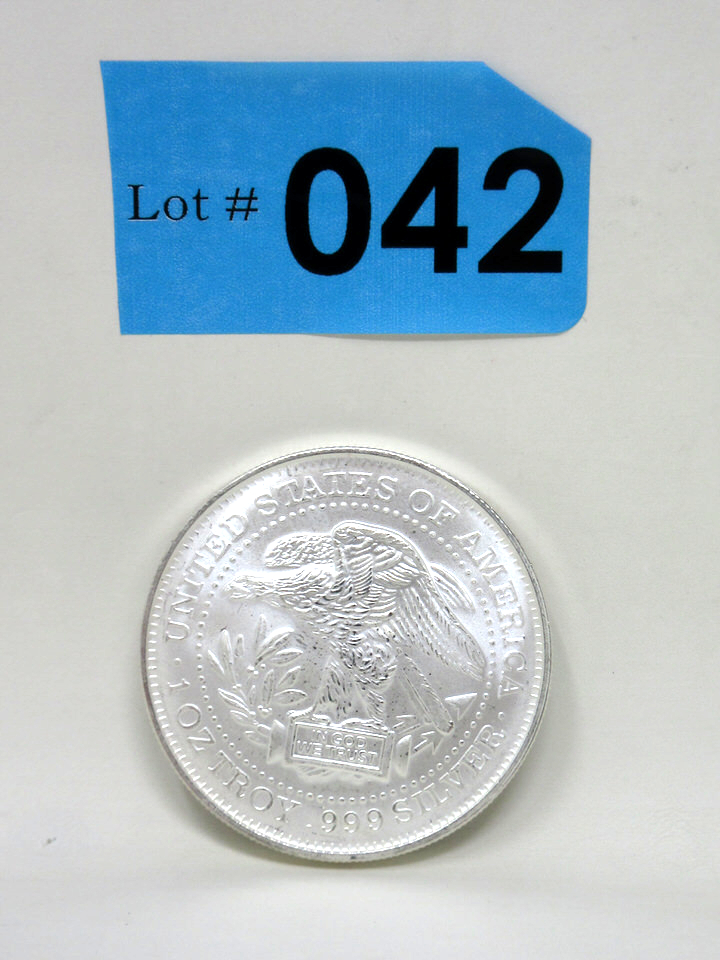 Lot # 042
UNITED STATES OF AMERICA
IN GOD
WE TRUST
· 1 OZ TROY 999 SILVER ·